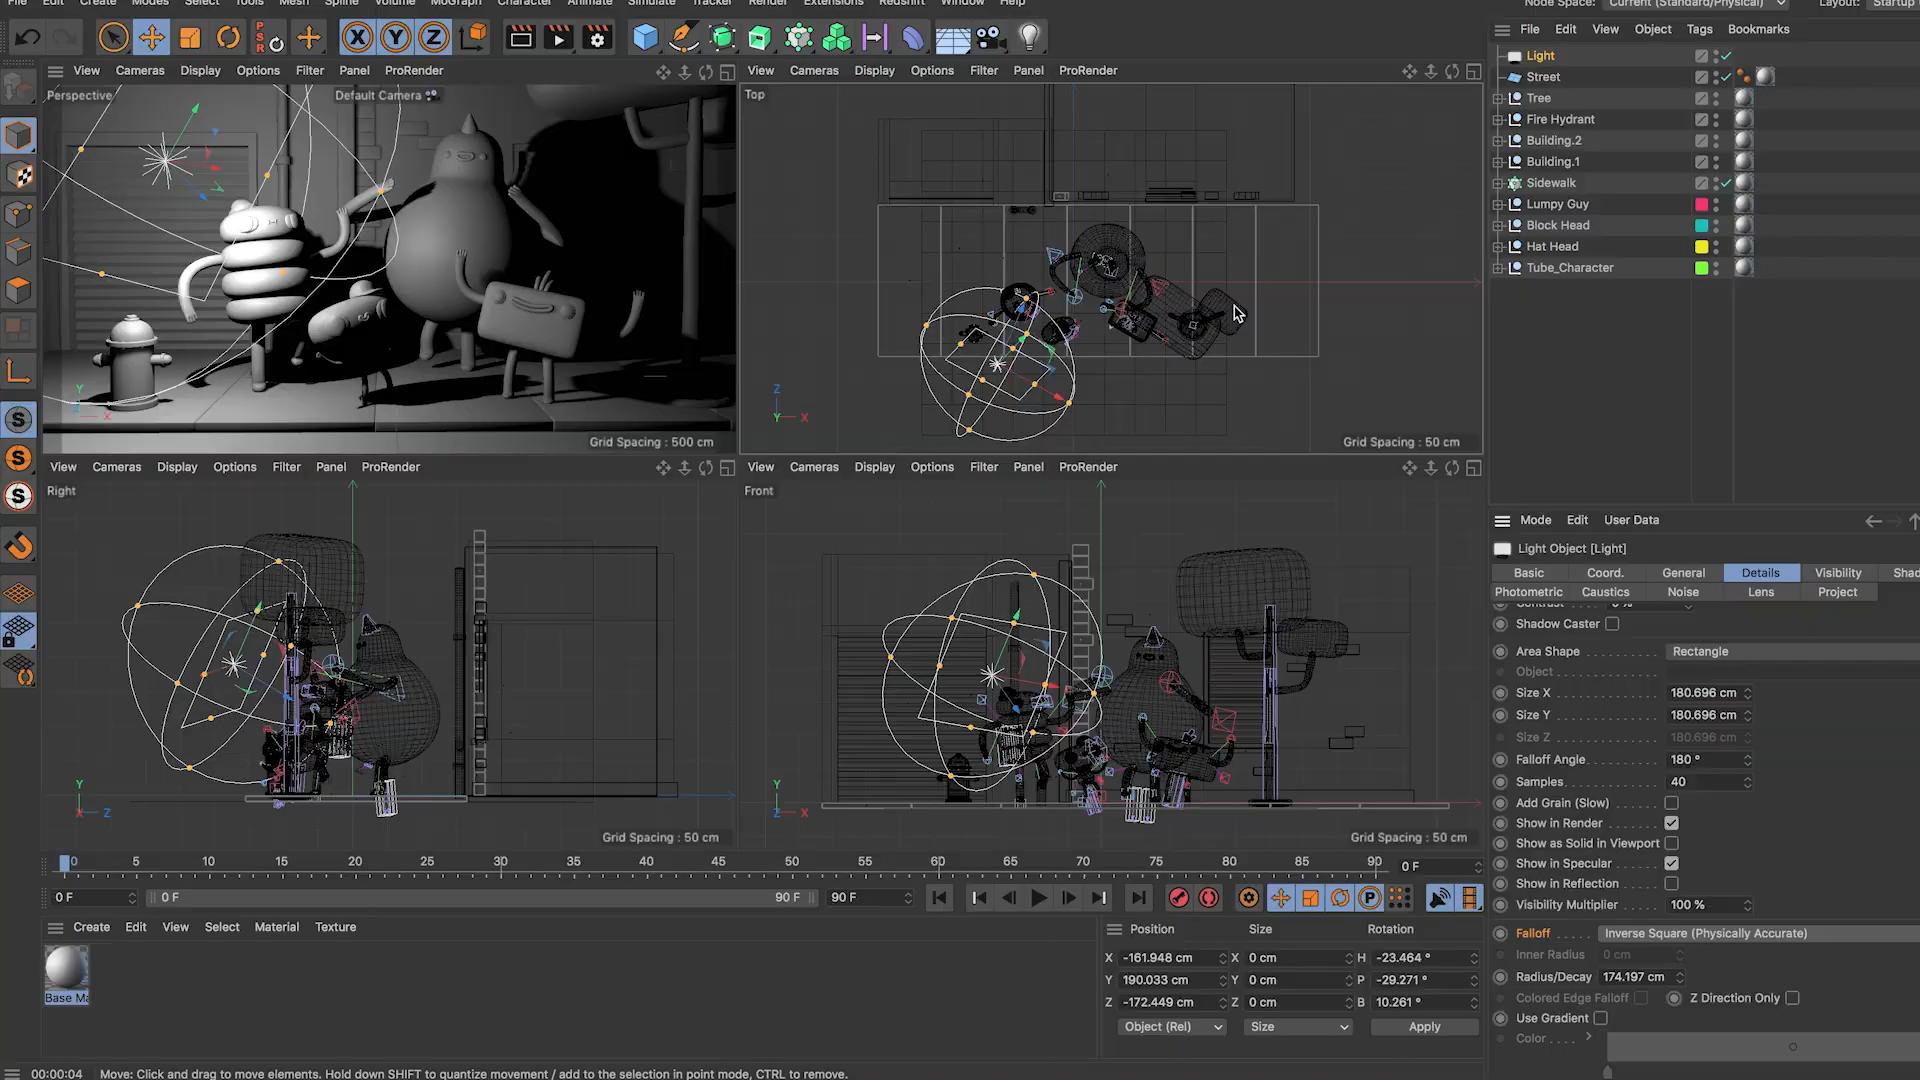 File Edit Create Modes Select Tools Mesh Spline Volume MoGraph Character Animate Simulate Tracker Render Extensions Redshift Window Help
Node Space: Current (Standard/Physical) Layout: Startup
PSR X Y Z
File Edit View Object Tags Bookmarks
View Cameras Display Options Filter Panel ProRender
View Cameras Display Options Filter Panel ProRender
Perspective
Default Camera
Top
Light
Street
Tree
Fire Hydrant
Building.2
Building.1
Sidewalk
Lumpy Guy
Block Head
Hat Head
Tube_Character
Y X
Z Y X
Grid Spacing : 500 cm
Grid Spacing : 50 cm
S
S
S
View Cameras Display Options Filter Panel ProRender
View Cameras Display Options Filter Panel ProRender
Right
Front
Y X Z
Y Z X
Grid Spacing : 50 cm
Grid Spacing : 50 cm
Mode Edit User Data
Light Object [Light]
Basic Coord. General Details Visibility
Photometric Caustics Noise Lens Project
Shadow Caster
Area Shape Rectangle
Object
Size X 180.696 cm
Size Y 180.696 cm
Size Z 180.696 cm
Falloff Angle 180 °
Samples 40
Add Grain (Slow)
Show in Render
Show as Solid in Viewport
Show in Specular
Show in Reflection
Visibility Multiplier 100 %
Falloff Inverse Square (Physically Accurate)
Inner Radius 0 cm
Radius/Decay 174.197 cm
Colored Edge Falloff Z Direction Only
Use Gradient
Color
0 5 10 15 20 25 30 35 40 45 50 55 60 65 70 75 80 85 90 0 F
0 F 0 F 90 F 90 F P
Create Edit View Select Material Texture
Base Ma
Position Size Rotation
X -161.948 cm X 0 cm H -23.464 °
Y 190.033 cm Y 0 cm P -29.271 °
Z -172.449 cm Z 0 cm B 10.261 °
Object (Rel) Size Apply
00:00:04 Move: Click and drag to move elements. Hold down SHIFT to quantize movement / add to the selection in point mode, CTRL to remove.